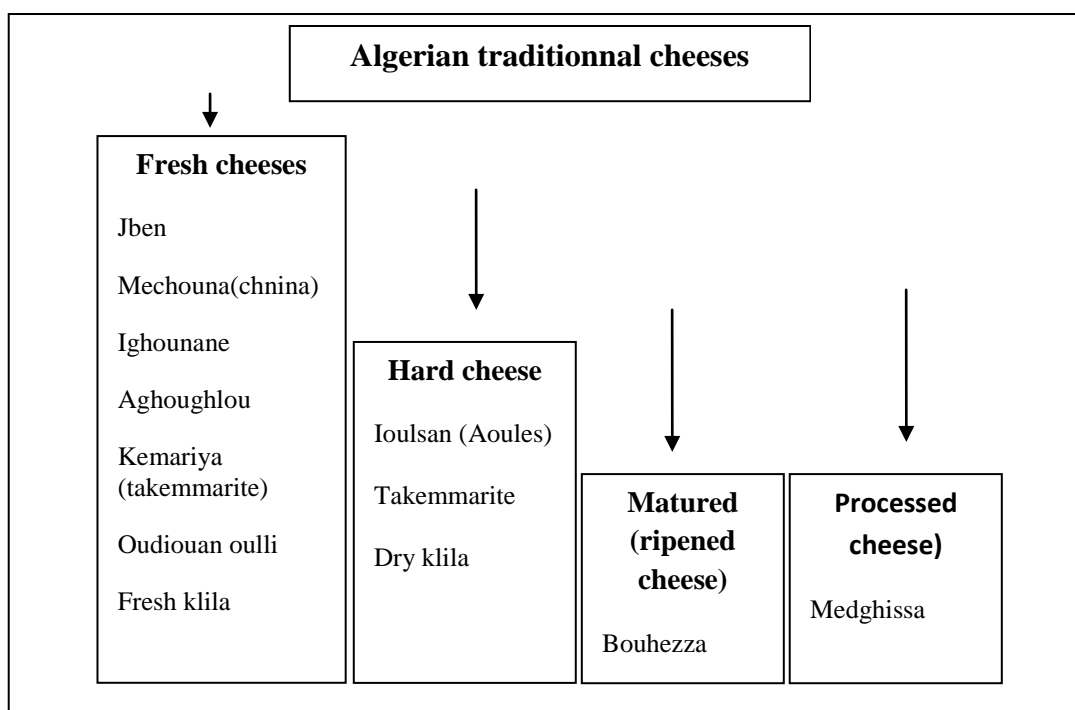 Algerian traditionnal cheeses
Fresh cheeses
Jben
Mechouna(chnina)
Ighounane
Aghoughlou
Kemariya
(takemmarite)
Oudiouan oulli
Fresh klila
Hard cheese
Ioulsan (Aoules)
Takemmarite
Dry klila
Matured
(ripened
cheese)
Bouhezza
Processed
cheese)
Medghissa